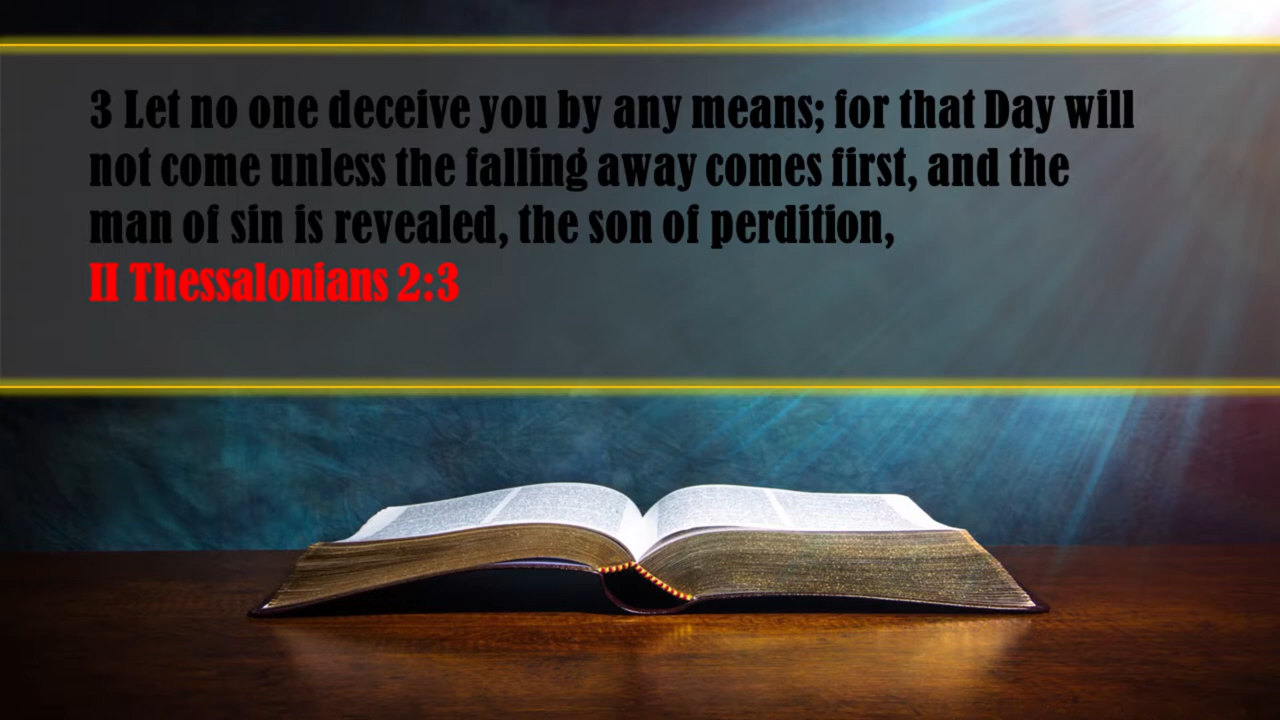 3 Let no one deceive you by any means; for that Day will
not come unless the falling away comes first, and the
man of sin is revealed, the son of perdition,
II Thessalonians 2:3